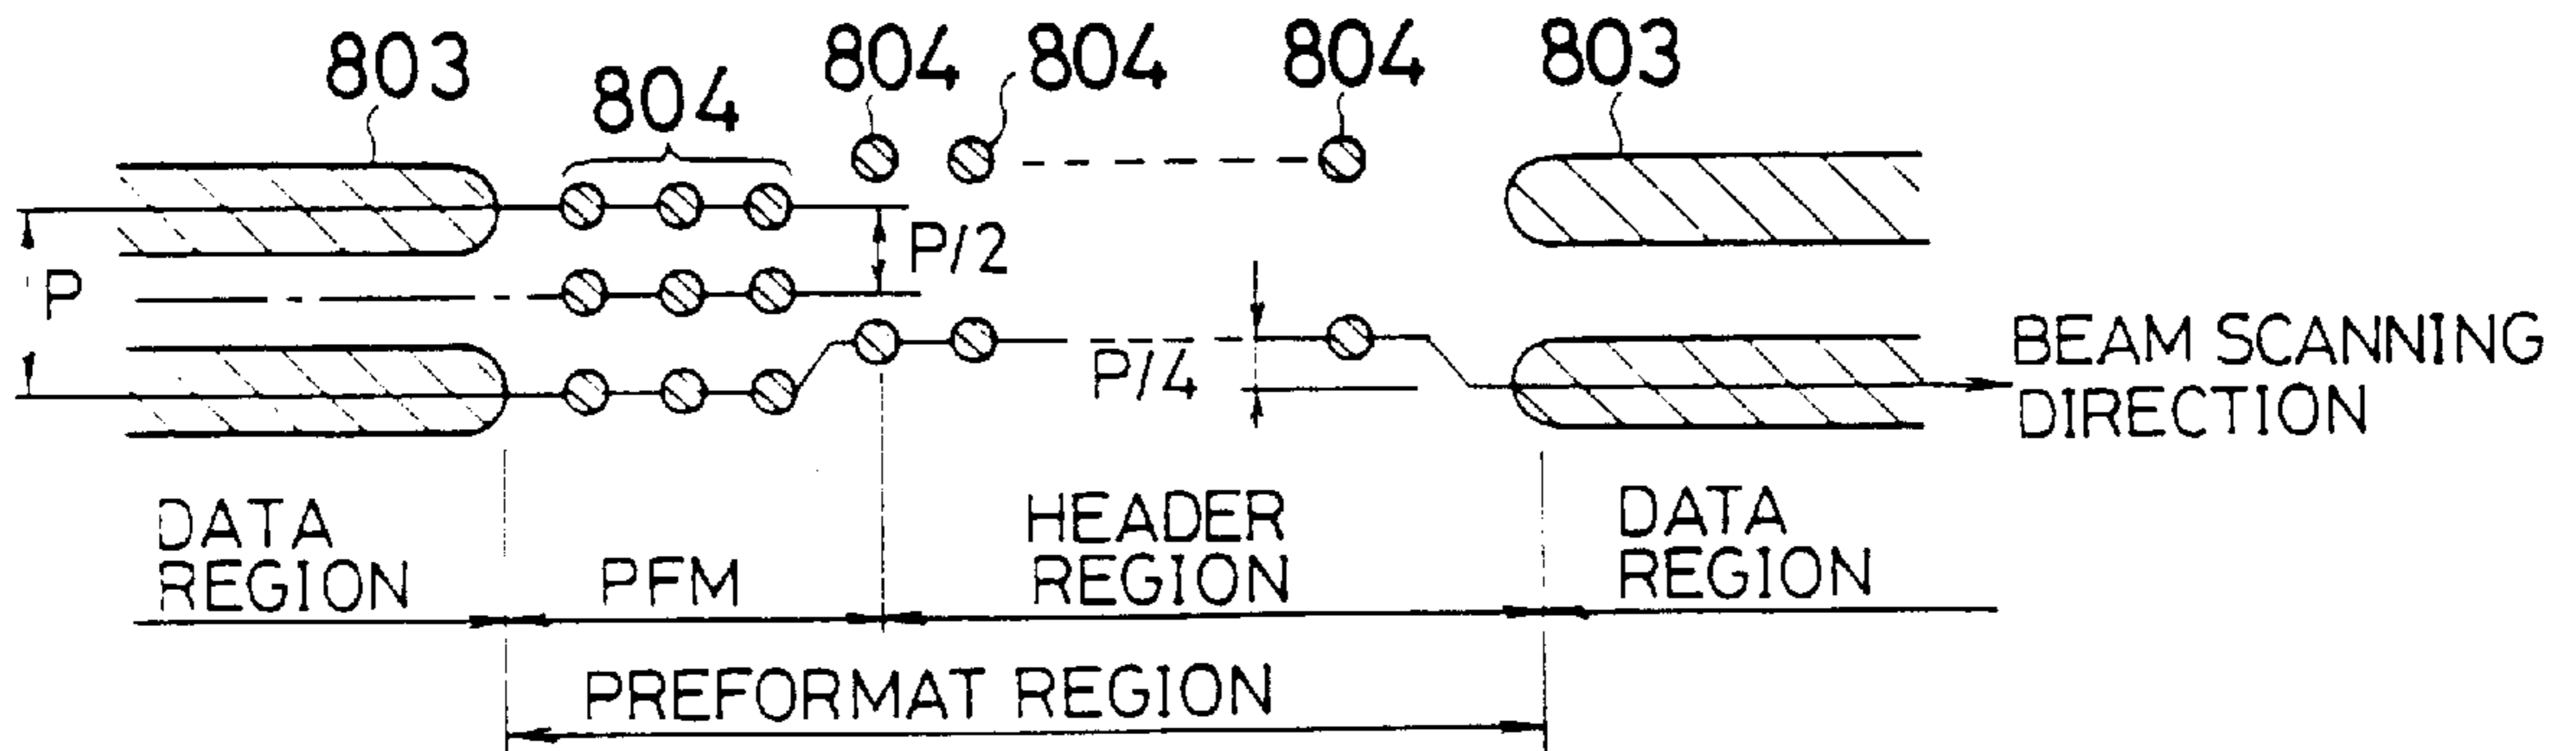 803
804
804
804
804
803
P
P/2
P/4
BEAM SCANNING
DIRECTION
DATA
REGION
PFM
HEADER
REGION
DATA
REGION
PREFORMAT REGION